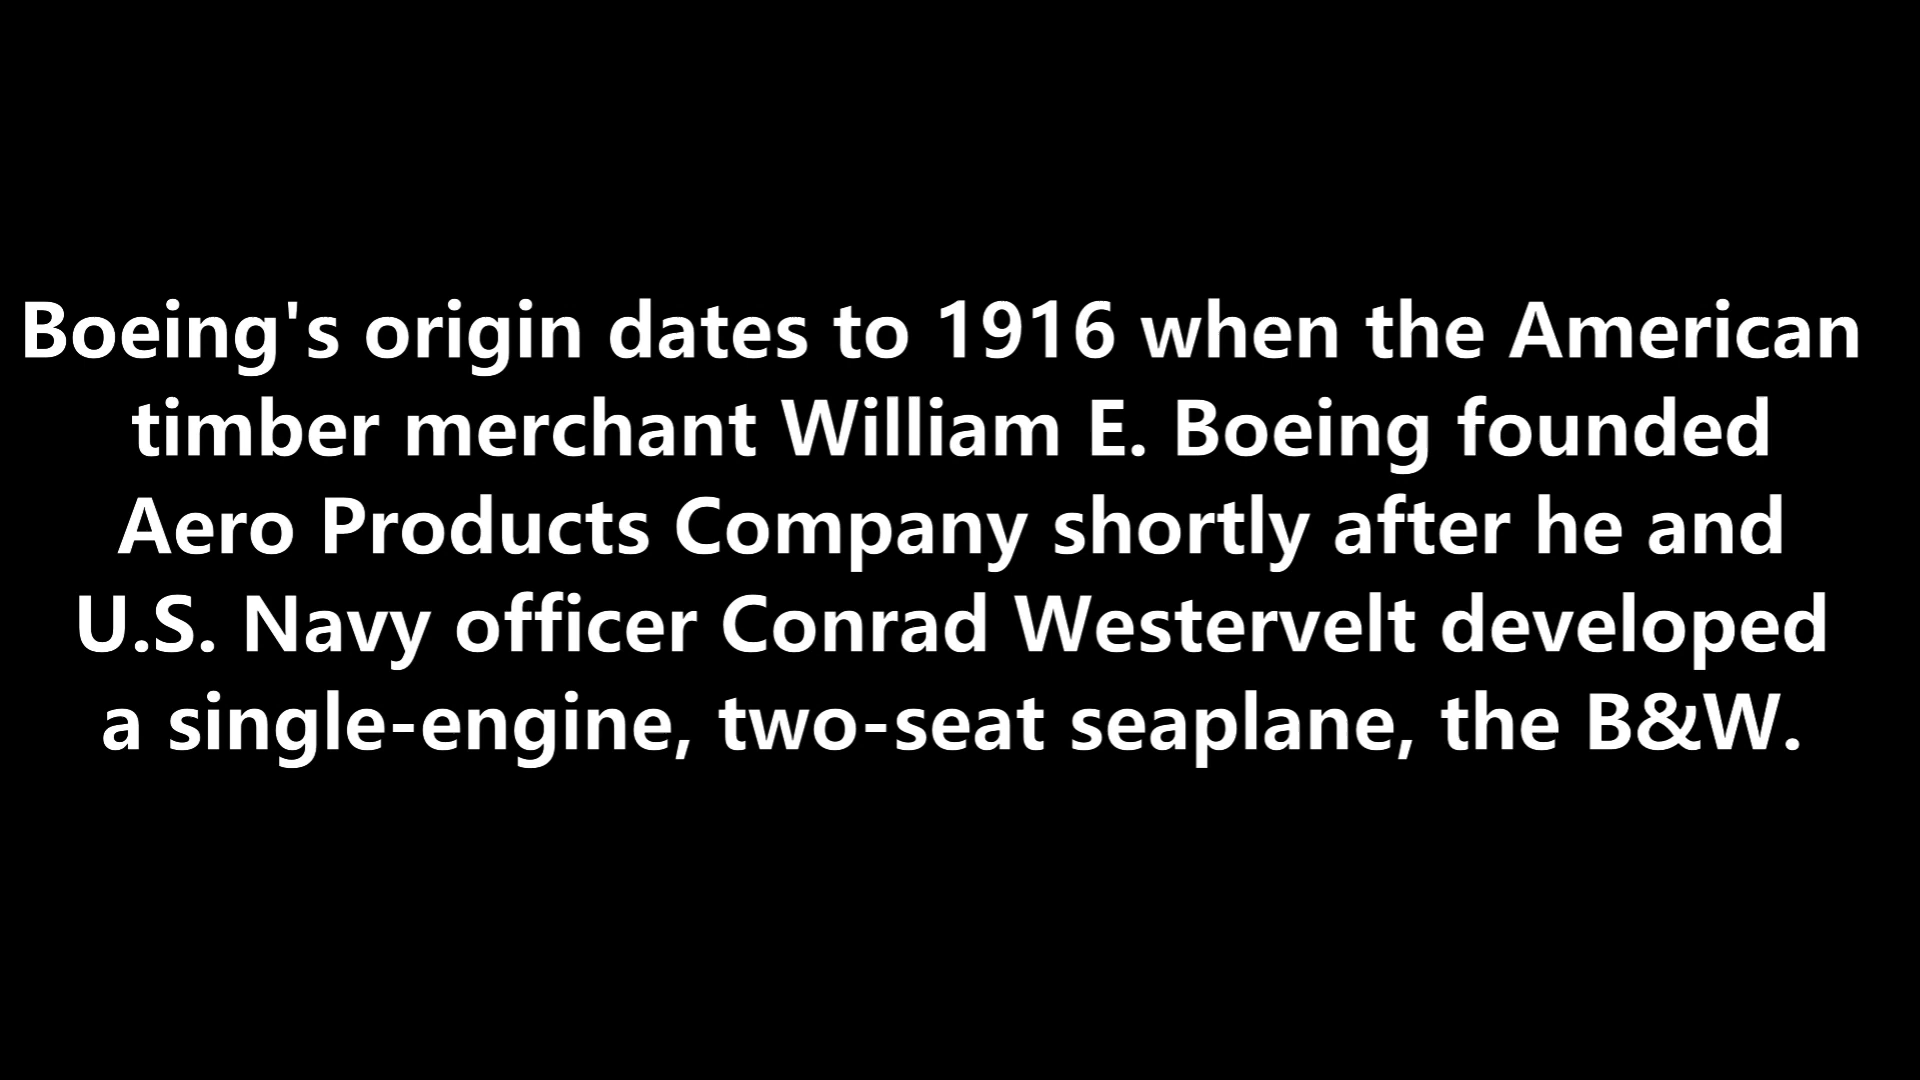 Boeing's origin dates to 1916 when the American
timber merchant William E. Boeing founded
Aero Products Company shortly after he and
U.S. Navy officer Conrad Westervelt developed
a single-engine, two-seat seaplane, the B&W.